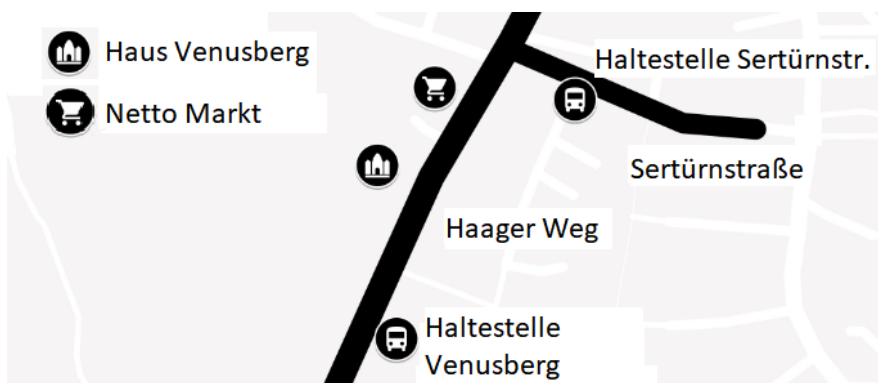 Haus Venusberg
Netto Markt
Haltestelle Sertürnstr.
Sertürnstraße
Haager Weg
Haltestelle
Venusberg